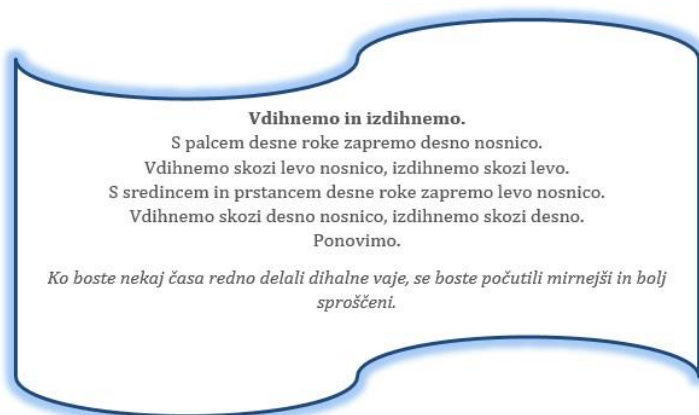 Vdihnemo in izdihnemo.
S palcem desne roke zapremo desno nosnico.
Vdihnemo skozi levo nosnico, izdihnemo skozi levo.
S sredincem in prstancem desne roke zapremo levo nosnico.
Vdihnemo skozi desno nosnico, izdihnemo skozi desno.
Ponovimo.
Ko boste nekaj časa redno delali dihalne vaje, se boste počutili mirnejši in bolj
sproščeni.